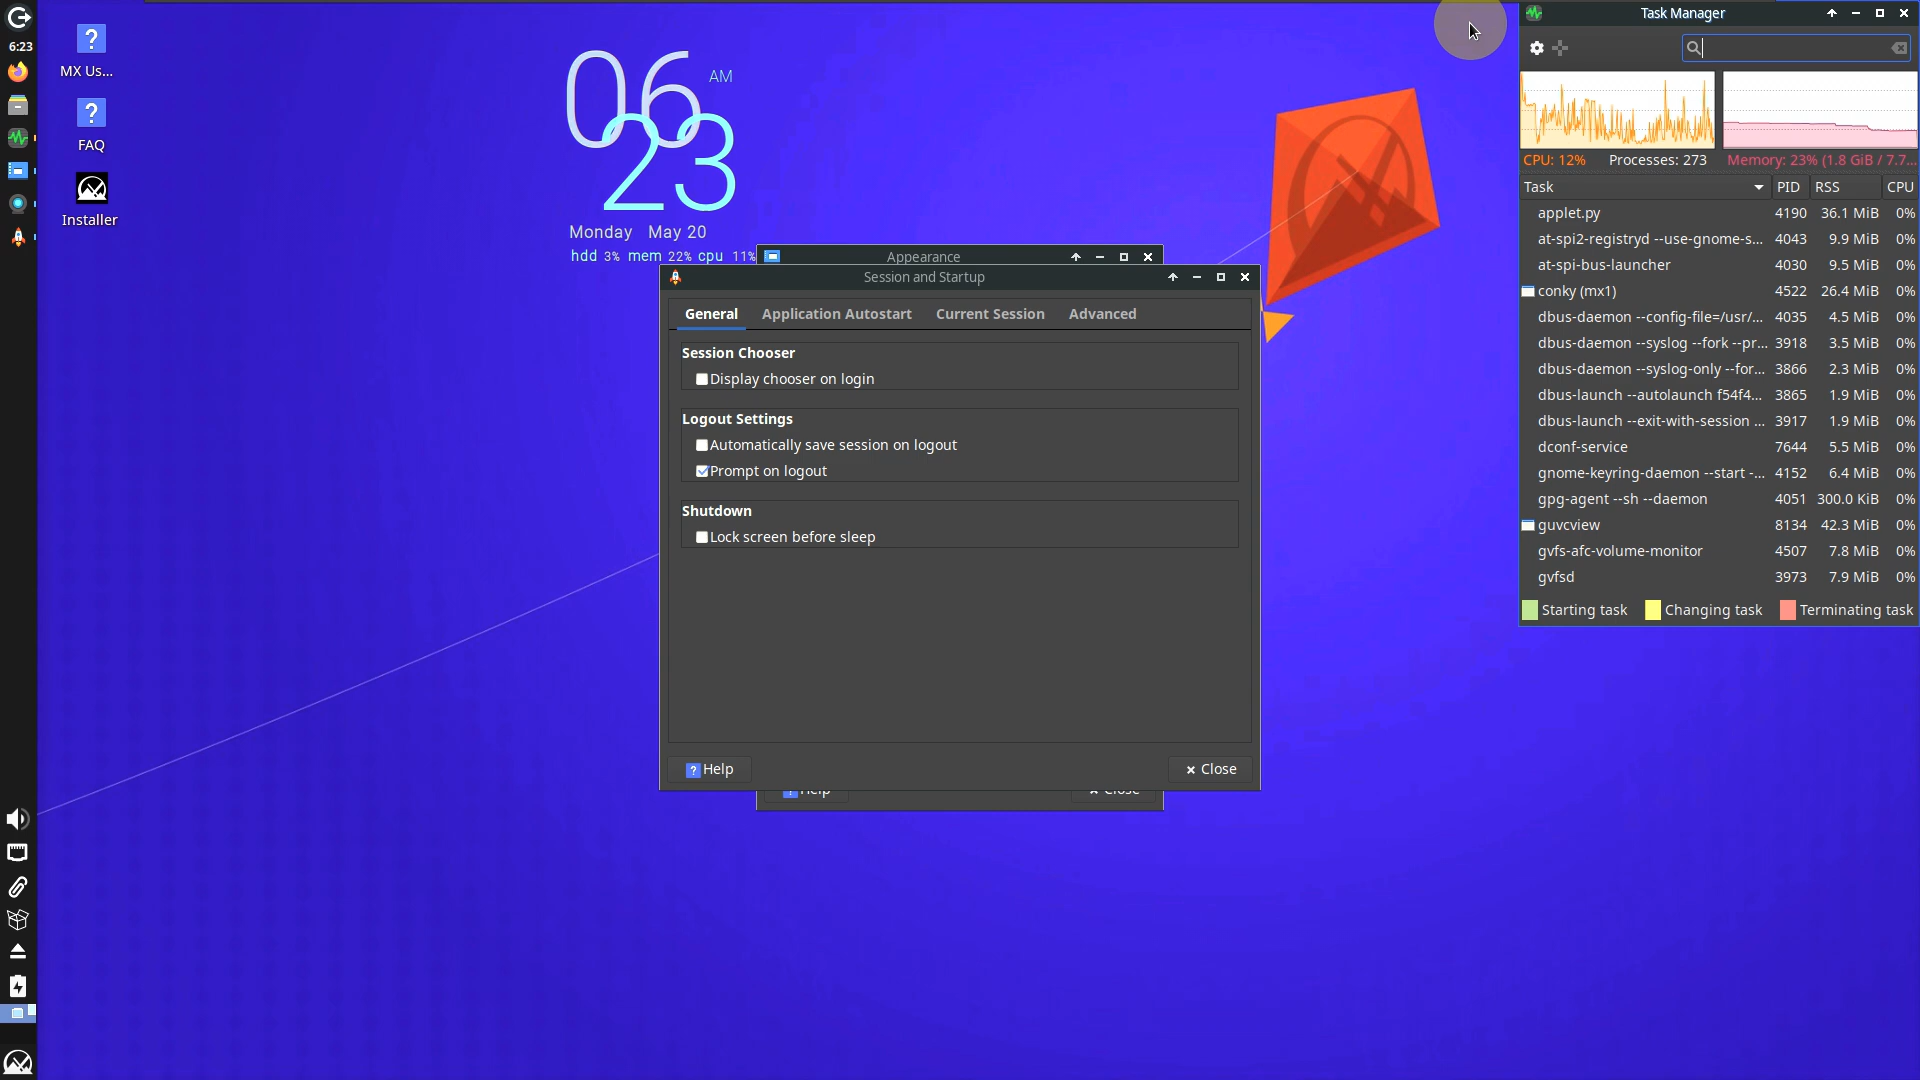 6:23
MX Us...
FAQ
Installer
06
AM
23
Monday May 20
hdd 3% mem 22% cpu 11%
Appearance
Session and Startup
General Application Autostart Current Session Advanced
Session Chooser
Display chooser on login
Logout Settings
Automatically save session on logout
Prompt on logout
Shutdown
Lock screen before sleep
? Help
Close
Help
Close
Task Manager
CPU: 12% Processes: 273 Memory: 23% (1.8 GiB / 7.7...
Task PID RSS CPU
applet.py 4190 36.1 MiB 0%
at-spi2-registryd --use-gnome-s... 4043 9.9 MiB 0%
at-spi-bus-launcher 4030 9.5 MiB 0%
conky (mx1) 4522 26.4 MiB 0%
dbus-daemon --config-file=/usr/... 4035 4.5 MiB 0%
dbus-daemon --syslog --fork --pr... 3918 3.5 MiB 0%
dbus-daemon --syslog-only --for... 3866 2.3 MiB 0%
dbus-launch --autolaunch f54f4... 3865 1.9 MiB 0%
dbus-launch --exit-with-session ... 3917 1.9 MiB 0%
dconf-service 7644 5.5 MiB 0%
gnome-keyring-daemon --start -... 4152 6.4 MiB 0%
gpg-agent --sh --daemon 4051 300.0 KiB 0%
guvcview 8134 42.3 MiB 0%
gvfs-afc-volume-monitor 4507 7.8 MiB 0%
gvfsd 3973 7.9 MiB 0%
Starting task Changing task Terminating task